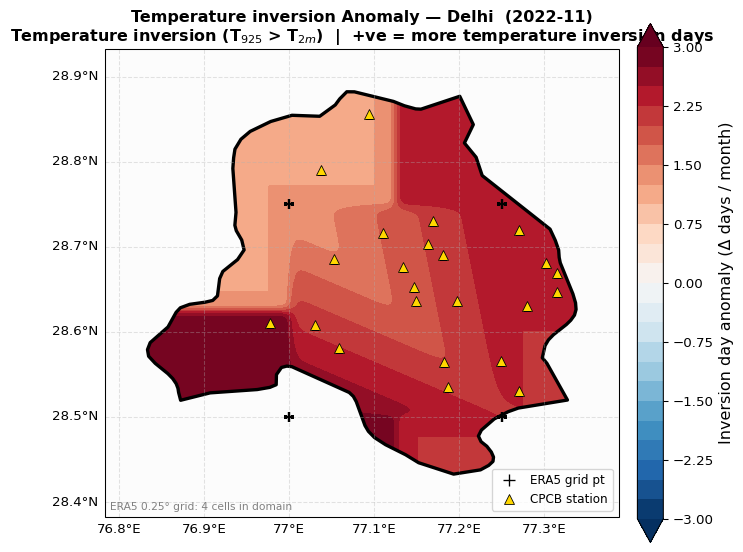 Temperature inversion Anomaly — Delhi  (2022-11)
Temperature inversion (T₉₂₅ > T₂ₘ)  |  +ve = more temperature inversion days
28.9°N
28.8°N
28.7°N
28.6°N
28.5°N
28.4°N
76.8°E
76.9°E
77°E
77.1°E
77.2°E
77.3°E
ERA5 0.25° grid: 4 cells in domain
ERA5 grid pt
CPCB station
3.00
2.25
1.50
0.75
0.00
−0.75
−1.50
−2.25
−3.00
Inversion day anomaly (Δ days / month)